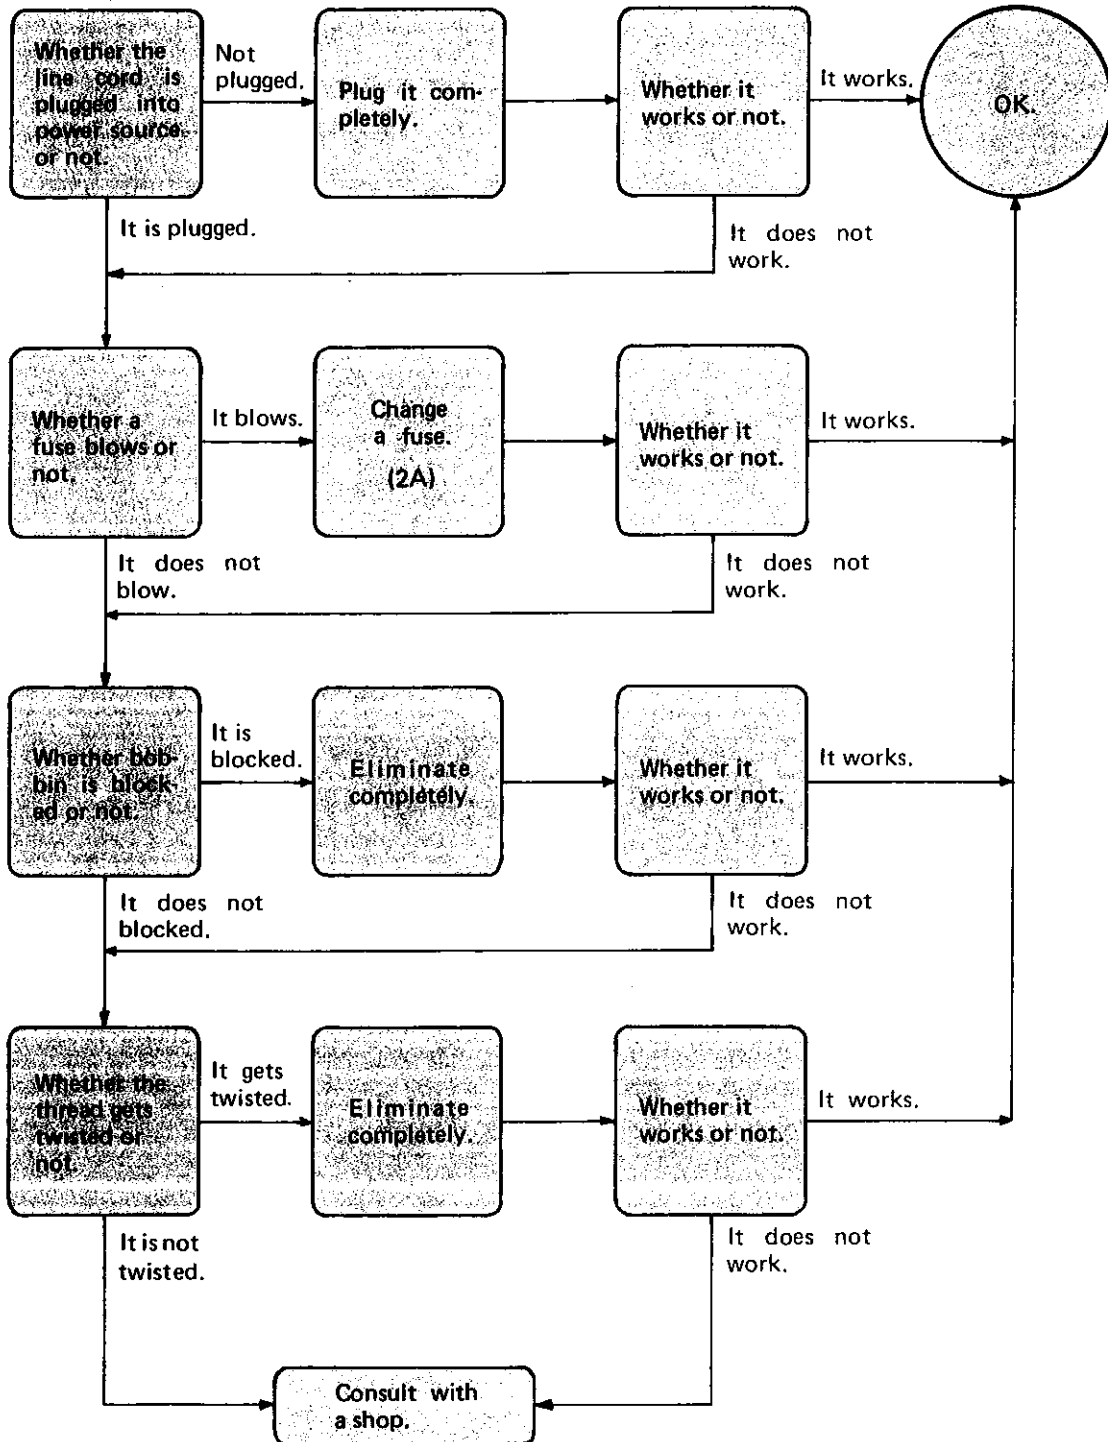 Whether the
line cord is
plugged into
power source
or not.
Not
plugged.
Plug it com-
pletely.
Whether it
works or not.
It works.
OK.
It is plugged.
It does not
work.
Whether a
fuse blows or
not.
It blows.
Change
a fuse.
(2A)
Whether it
works or not.
It works.
It does not
blow.
It does not
work.
Whether bob-
bin is block-
ed or not.
It is
blocked.
Eliminate
completely.
Whether it
works or not.
It works.
It does not
blocked.
It does not
work.
Whether the
thread gets
twisted or
not.
It gets
twisted.
Eliminate
completely.
Whether it
works or not.
It works.
It is not
twisted.
It does not
work.
Consult with
a shop.